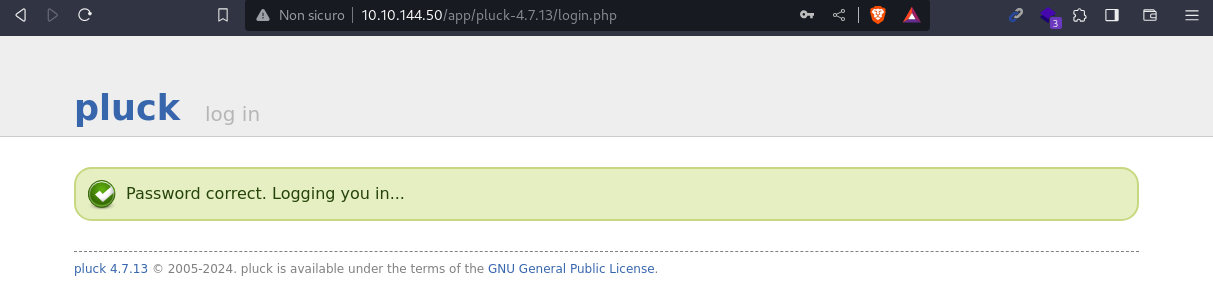 Non sicuro 10.10.144.50/app/pluck-4.7.13/login.php
3
pluck log in
Password correct. Logging you in...
pluck 4.7.13 © 2005-2024. pluck is available under the terms of the GNU General Public License.